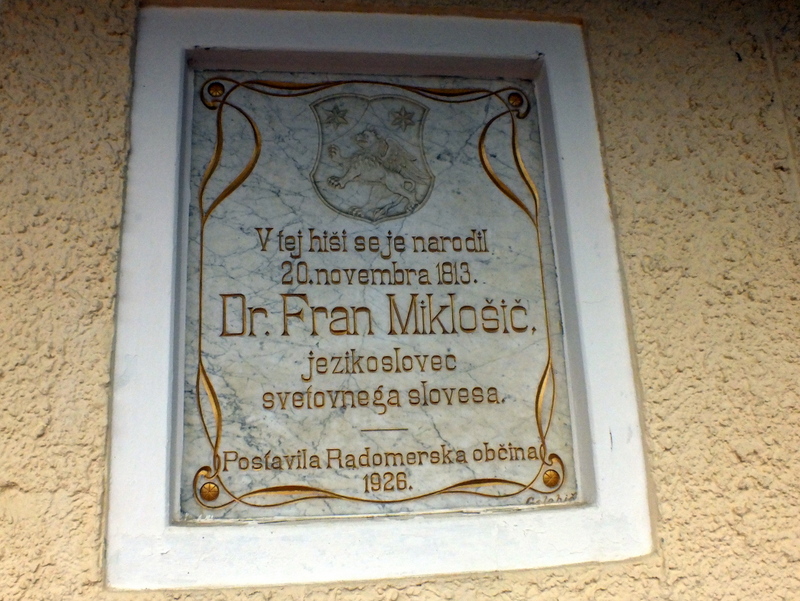 V tej hiši se je narodil
20. novembra 1813.
Dr. Fran Miklošič,
jezikoslovec
svetovnega slovesa.
Postavila Radomerska občina
1926.